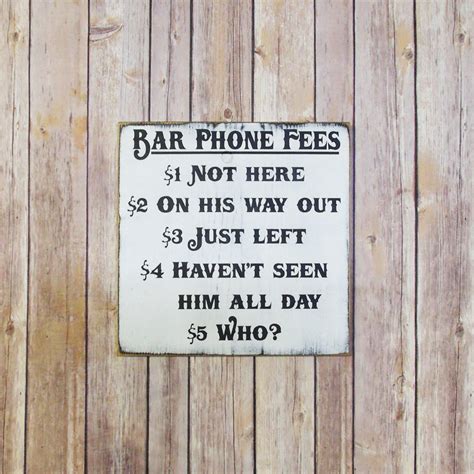 Bar Phone Fees
$1 Not here
$2 On his way out
$3 Just left
$4 Haven't seen
him all day
$5 Who?